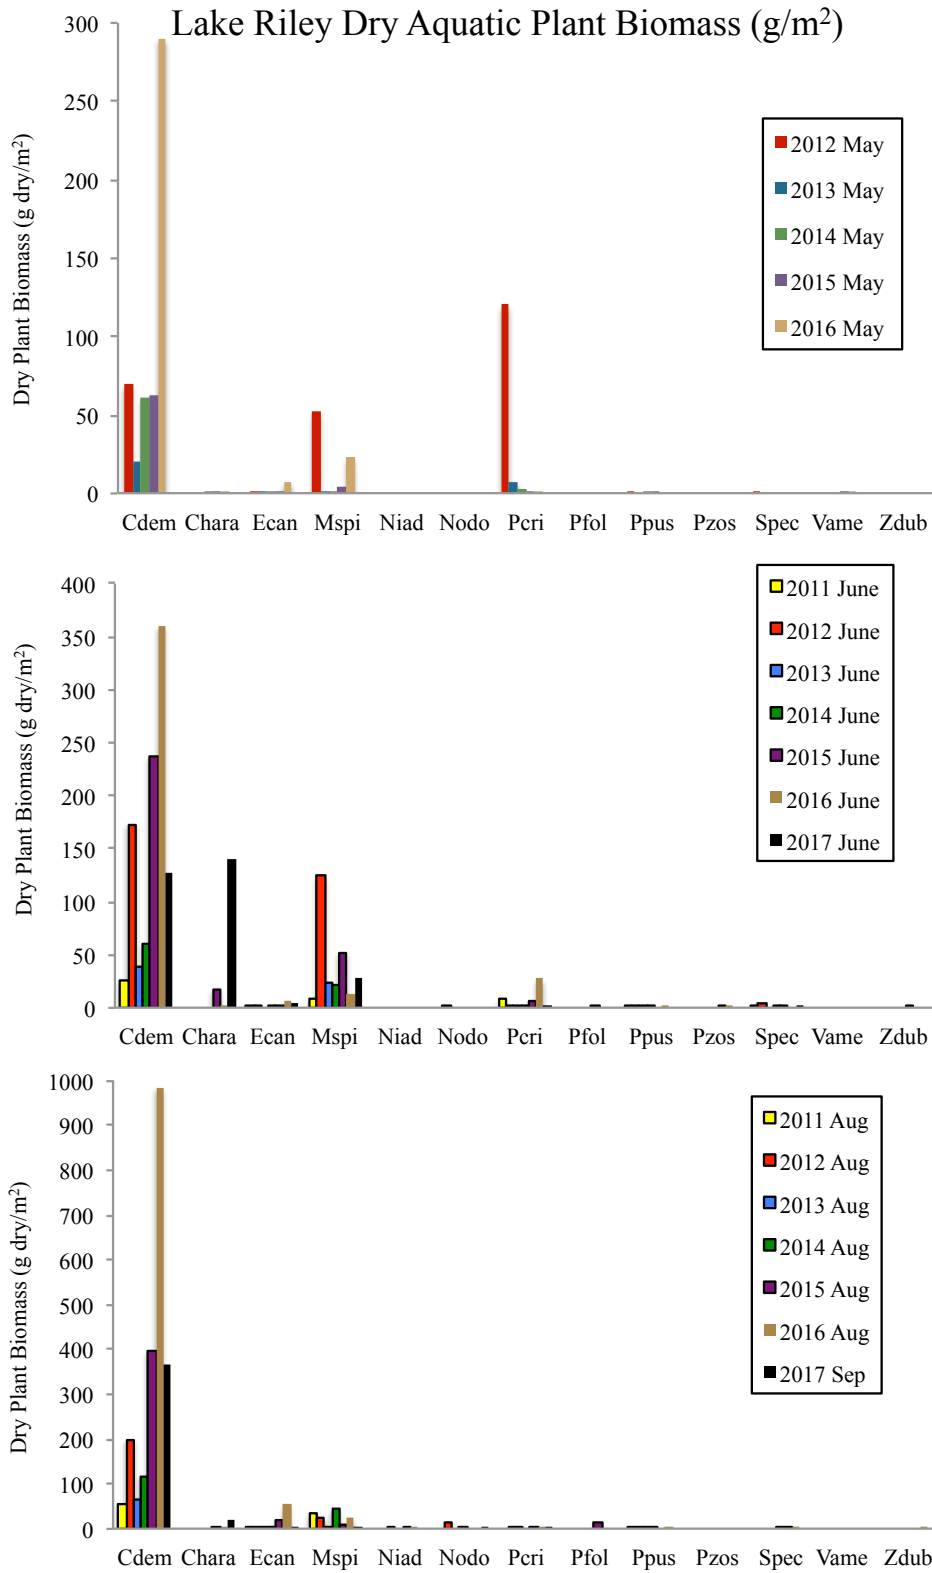 Lake Riley Dry Aquatic Plant Biomass (g/m²)
Dry Plant Biomass (g dry/m²)
300
250
200
150
100
50
0
2012 May
2013 May
2014 May
2015 May
2016 May
Cdem Chara Ecan Mspi Niad Nodo Pcri Pfol Ppus Pzos Spec Vame Zdub
Dry Plant Biomass (g dry/m²)
400
350
300
250
200
150
100
50
0
2011 June
2012 June
2013 June
2014 June
2015 June
2016 June
2017 June
Cdem Chara Ecan Mspi Niad Nodo Pcri Pfol Ppus Pzos Spec Vame Zdub
Dry Plant Biomass (g dry/m²)
1000
900
800
700
600
500
400
300
200
100
0
2011 Aug
2012 Aug
2013 Aug
2014 Aug
2015 Aug
2016 Aug
2017 Sep
Cdem Chara Ecan Mspi Niad Nodo Pcri Pfol Ppus Pzos Spec Vame Zdub